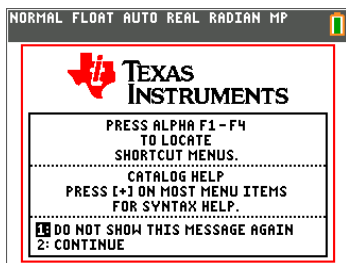 NORMAL FLOAT AUTO REAL RADIAN MP
TEXAS
INSTRUMENTS
PRESS ALPHA F1-F4
TO LOCATE
SHORTCUT MENUS.
CATALOG HELP
PRESS [+] ON MOST MENU ITEMS
FOR SYNTAX HELP.
1: DO NOT SHOW THIS MESSAGE AGAIN
2: CONTINUE